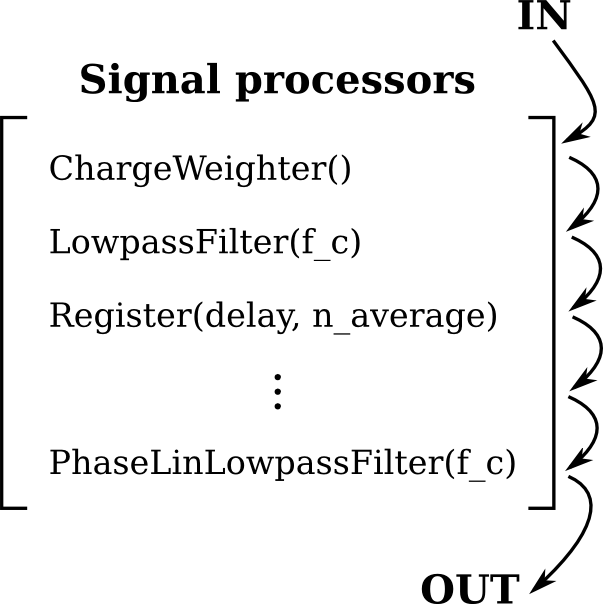 IN
Signal processors
ChargeWeighter()
LowpassFilter(f_c)
Register(delay, n_average)
⋮
PhaseLinLowpassFilter(f_c)
OUT